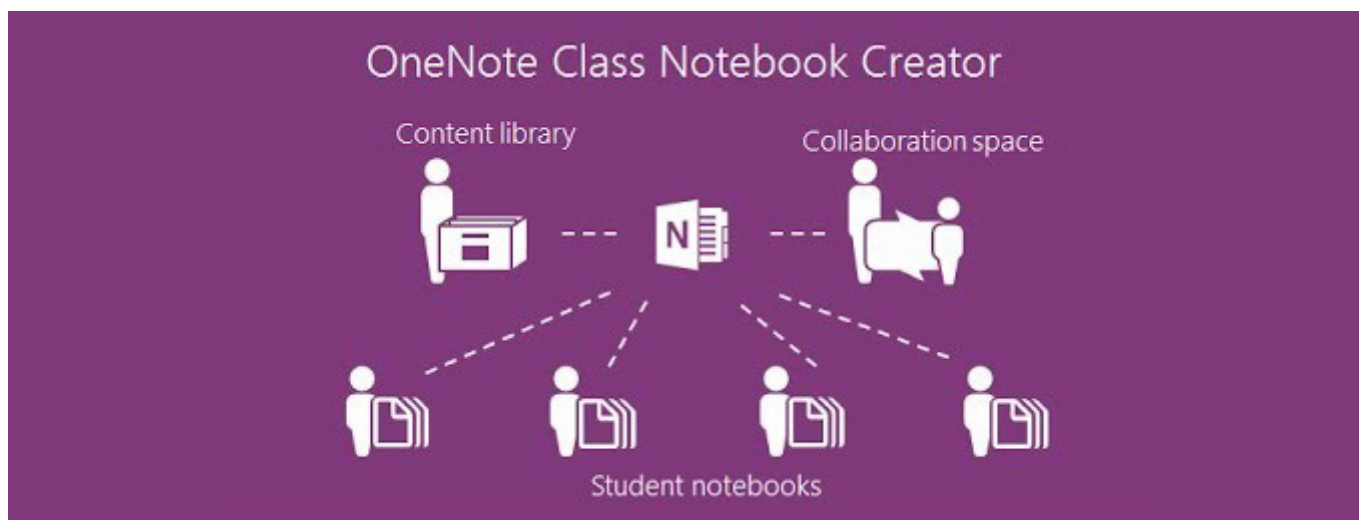 OneNote Class Notebook Creator
Content library
Collaboration space
N
Student notebooks